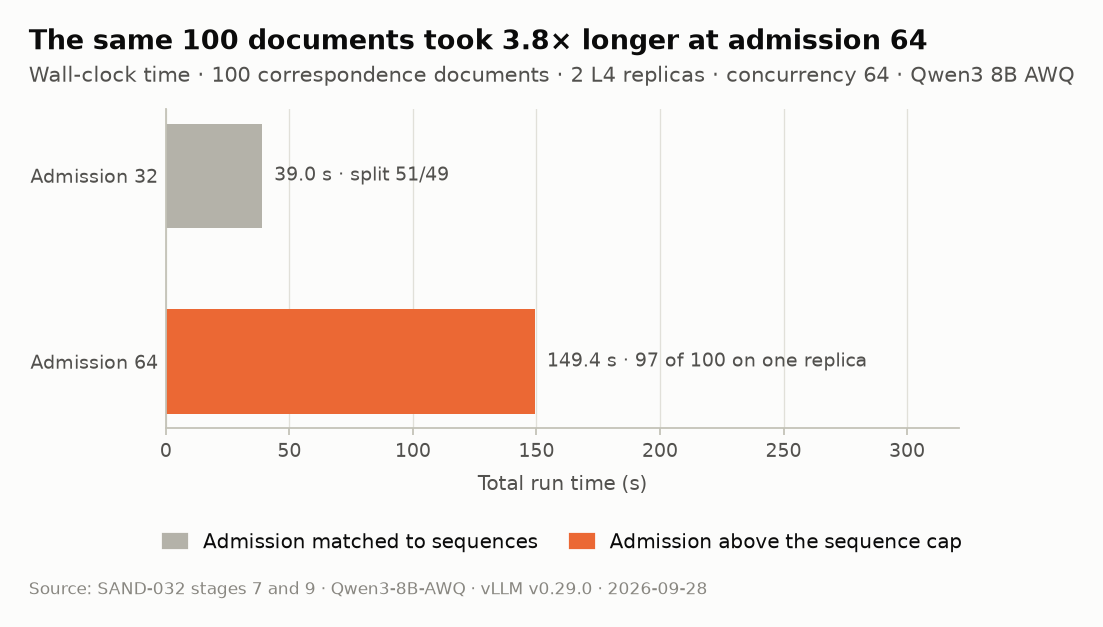 The same 100 documents took 3.8× longer at admission 64
Wall-clock time · 100 correspondence documents · 2 L4 replicas · concurrency 64 · Qwen3 8B AWQ
Admission 32
39.0 s · split 51/49
Admission 64
149.4 s · 97 of 100 on one replica
0 50 100 150 200 250 300
Total run time (s)
Admission matched to sequences
Admission above the sequence cap
Source: SAND-032 stages 7 and 9 · Qwen3-8B-AWQ · vLLM v0.29.0 · 2026-09-28